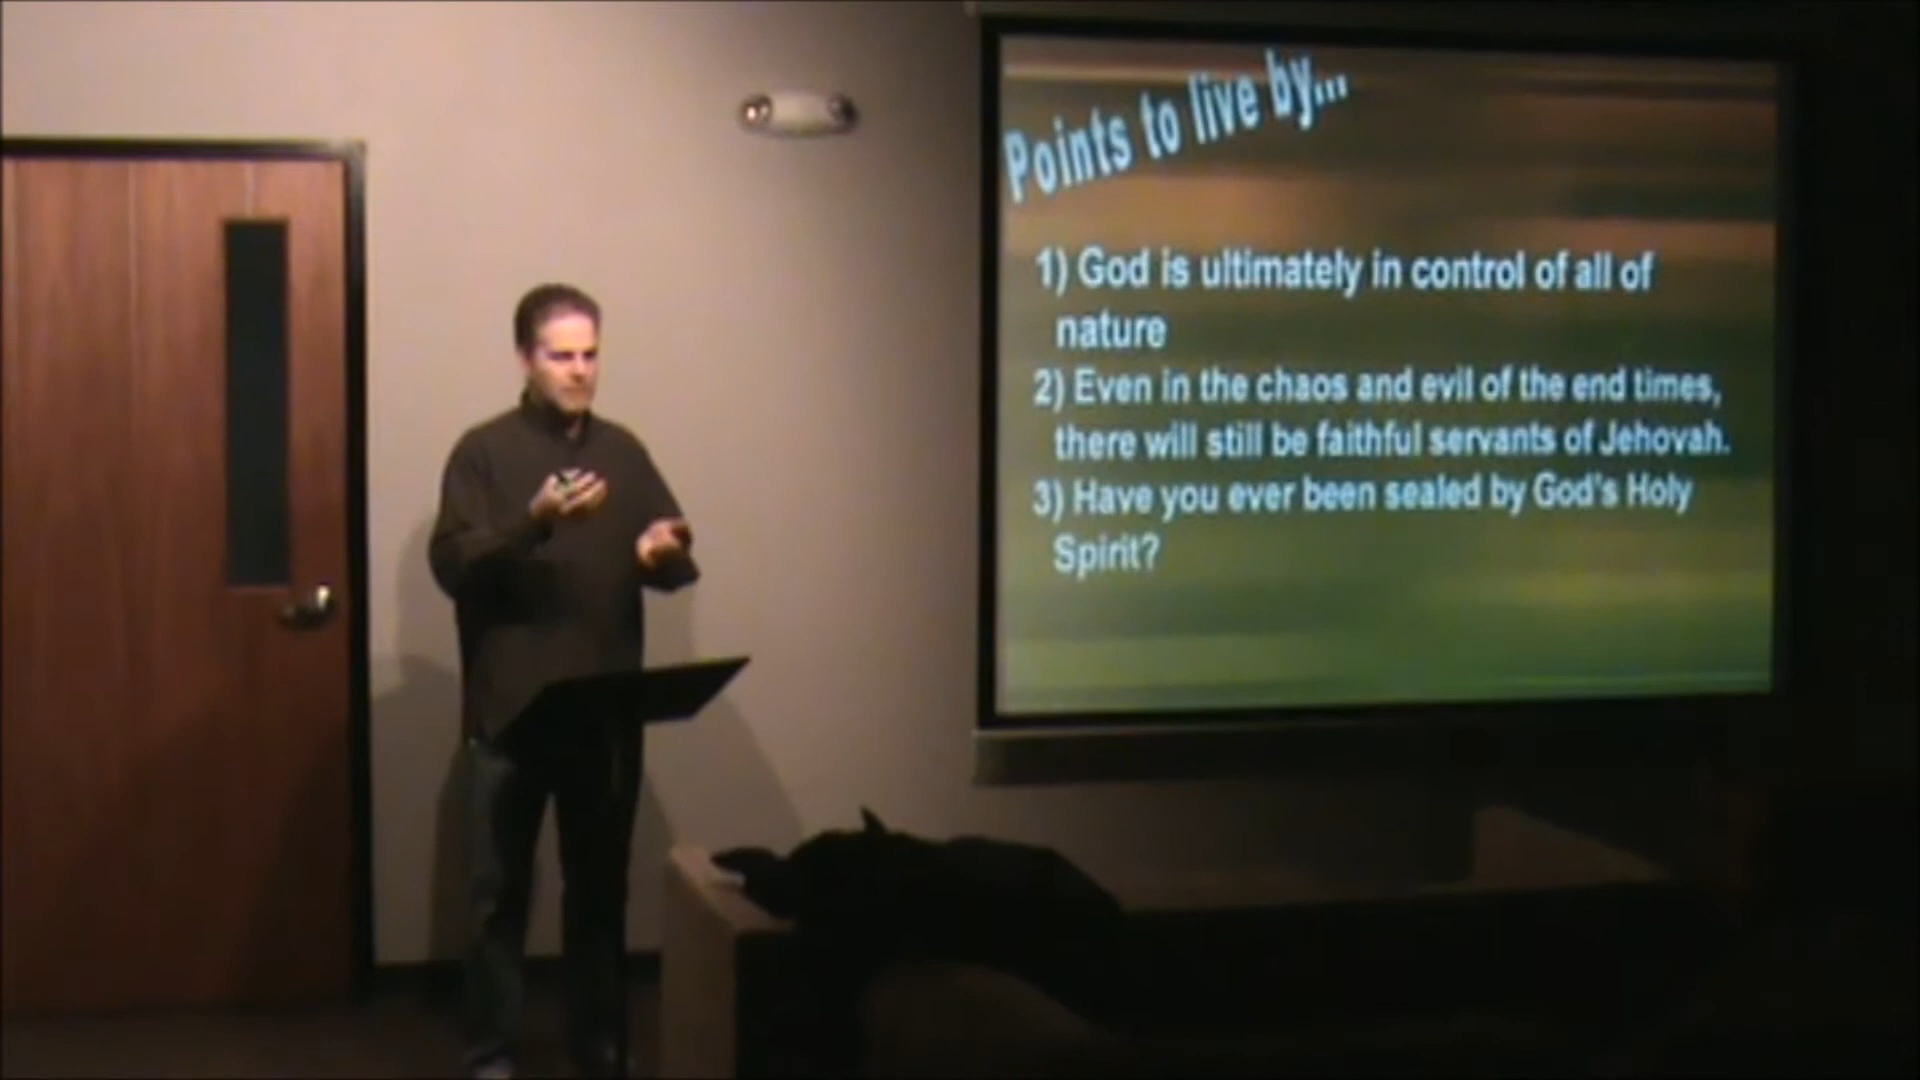 Points to live by...
1) God is ultimately in control of all of
nature
2) Even in the chaos and evil of the end times,
there will still be faithful servants of Jehovah.
3) Have you ever been sealed by God's Holy
Spirit?